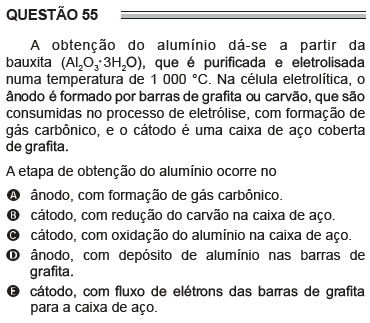 QUESTÃO 55
A obtenção do alumínio dá-se a partir da
bauxita (Al₂O₃·3H₂O), que é purificada e eletrolisada
numa temperatura de 1 000 °C. Na célula eletrolítica, o
ânodo é formado por barras de grafita ou carvão, que são
consumidas no processo de eletrólise, com formação de
gás carbônico, e o cátodo é uma caixa de aço coberta
de grafita.
A etapa de obtenção do alumínio ocorre no
A ânodo, com formação de gás carbônico.
B cátodo, com redução do carvão na caixa de aço.
C cátodo, com oxidação do alumínio na caixa de aço.
D ânodo, com depósito de alumínio nas barras de
grafita.
E cátodo, com fluxo de elétrons das barras de grafita
para a caixa de aço.